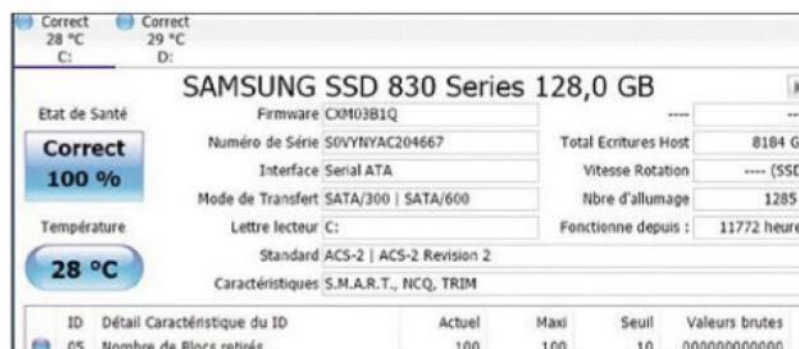 Correct Correct
28 °C 29 °C
C: D:
SAMSUNG SSD 830 Series 128,0 GB
Etat de Santé Firmware CXM03B1Q ----
Correct 100 % Numéro de Série S0VYNYAC204667 Total Ecritures Host 8184 G
Interface Serial ATA Vitesse Rotation ---- (SSD
Mode de Transfert SATA/300 | SATA/600 Nbre d'allumage 1285
Température Lettre lecteur C: Fonctionne depuis : 11772 heure
28 °C Standard ACS-2 | ACS-2 Revision 2
Caractéristiques S.M.A.R.T., NCQ, TRIM
ID Détail Caractéristique du ID Actuel Maxi Seuil Valeurs brutes
05 Nombre de Blocs retirés 100 100 10 000000000000